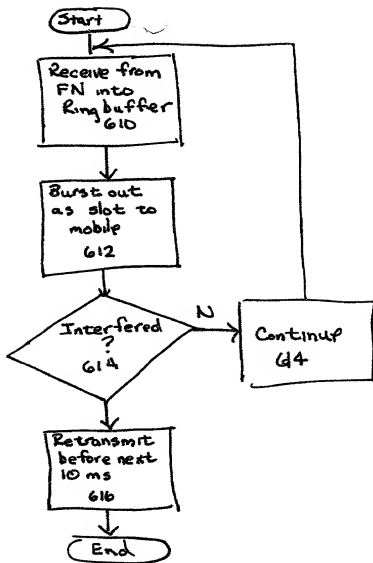 Start
Receive from
FN into
Ringbuffer
610
Burst out
as slot to
mobile
612
Interfered
?
614
N
Continue
614
Retransmit
before next
10 ms
616
End